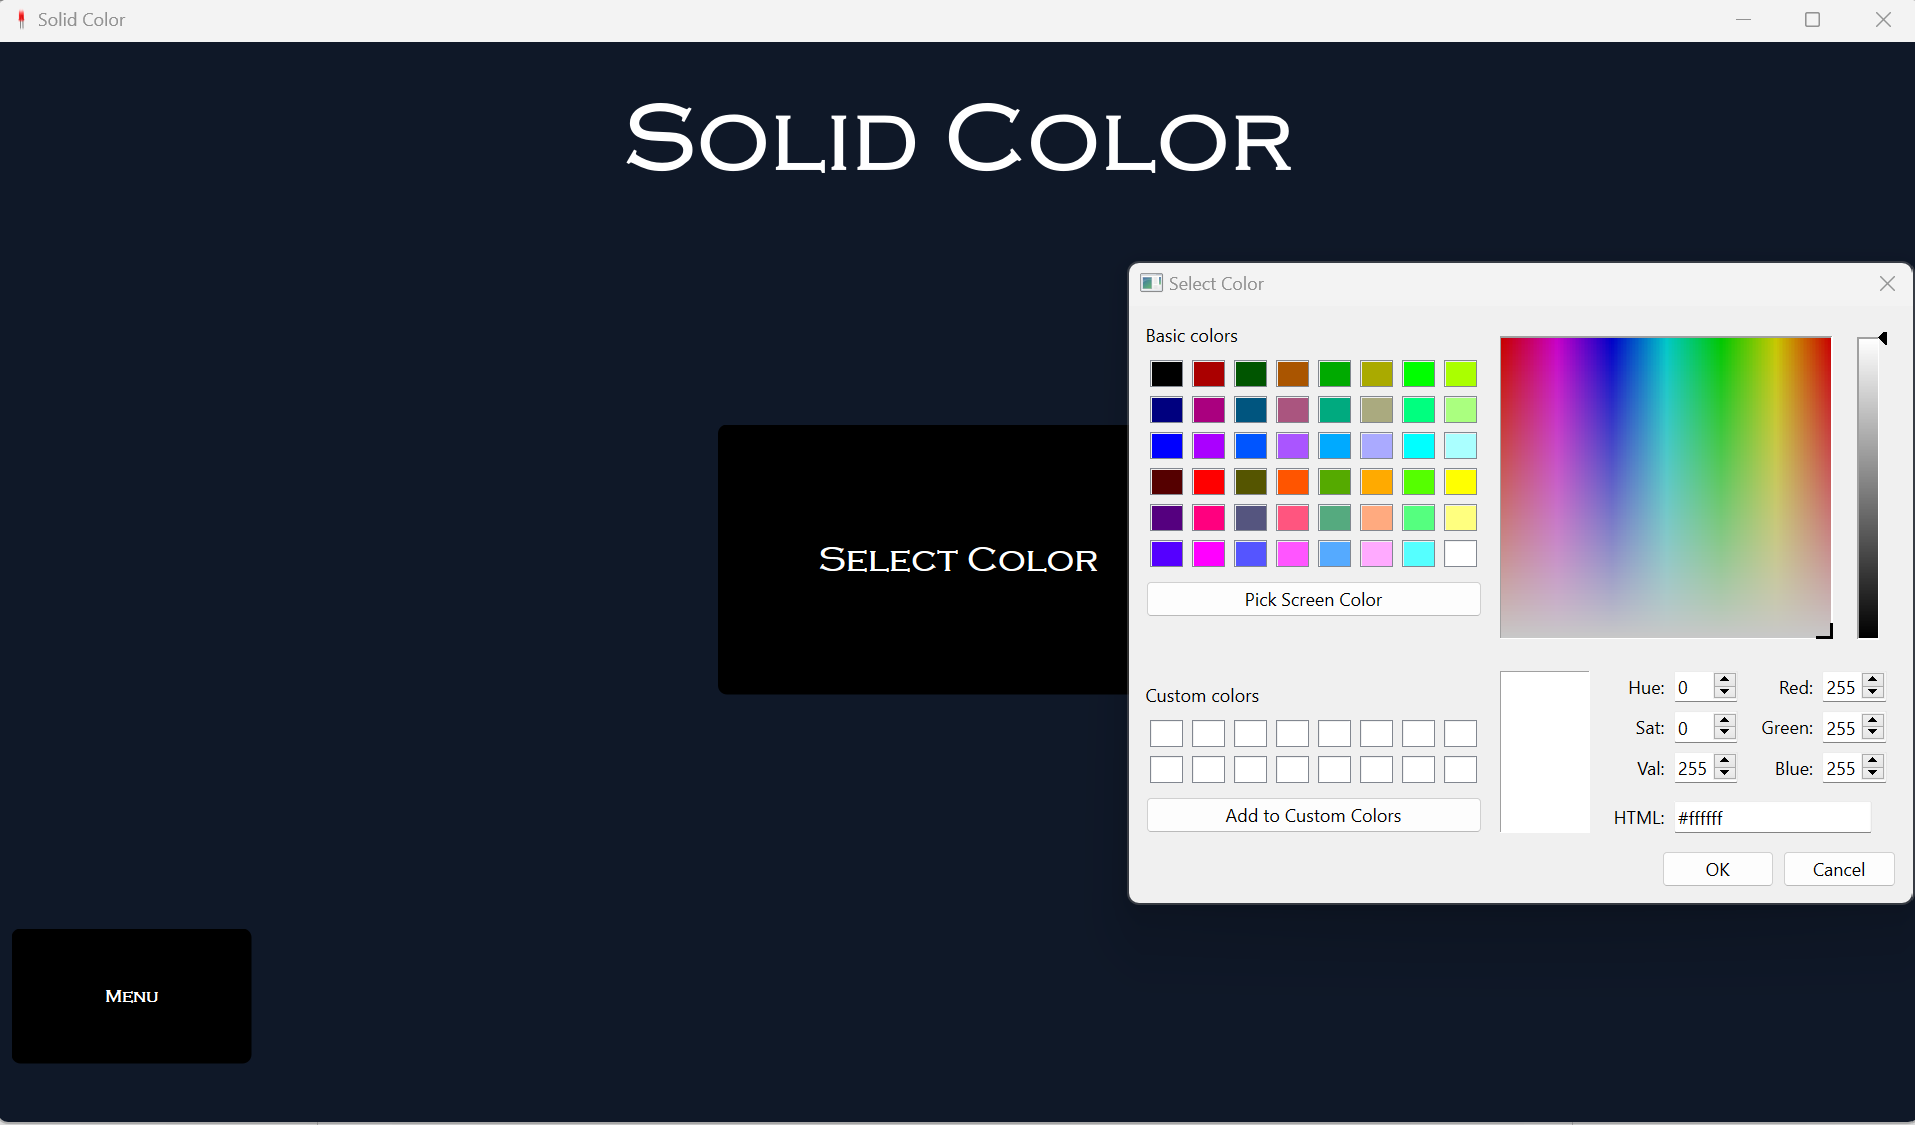 Solid Color
Solid Color
Select Color
Basic colors
Select Color
Pick Screen Color
Custom colors
Hue: 0 Red: 255
Sat: 0 Green: 255
Val: 255 Blue: 255
Add to Custom Colors
HTML: #ffffff
OK Cancel
Menu